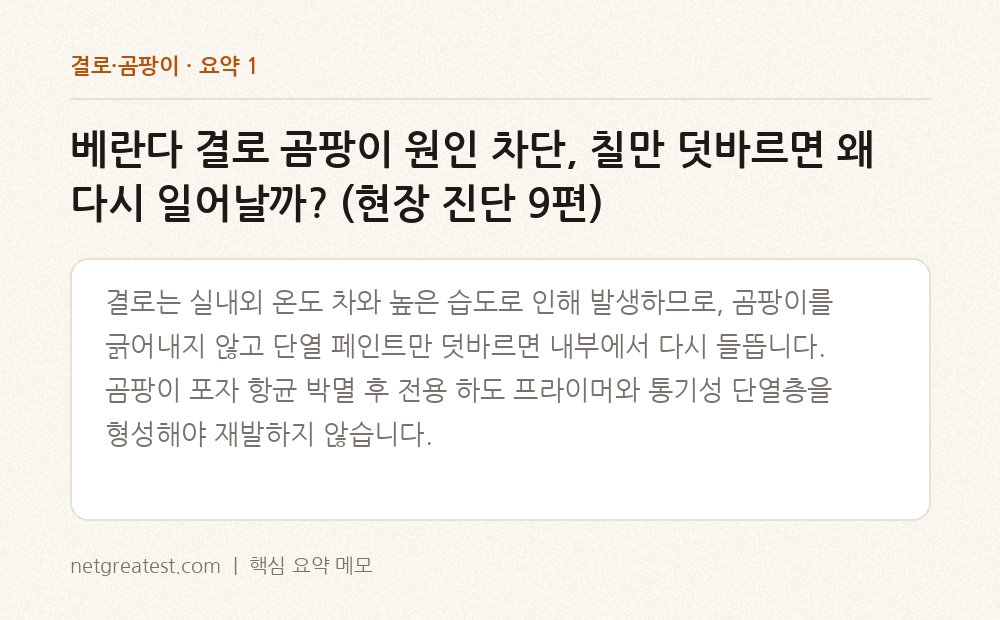 결로·곰팡이 · 요약 1
베란다 결로 곰팡이 원인 차단, 칠만 덧바르면 왜
다시 일어날까? (현장 진단 9편)
결로는 실내외 온도 차와 높은 습도로 인해 발생하므로, 곰팡이를
긁어내지 않고 단열 페인트만 덧바르면 내부에서 다시 들뜹니다.
곰팡이 포자 항균 박멸 후 전용 하도 프라이머와 통기성 단열층을
형성해야 재발하지 않습니다.
netgreatest.com | 핵심 요약 메모